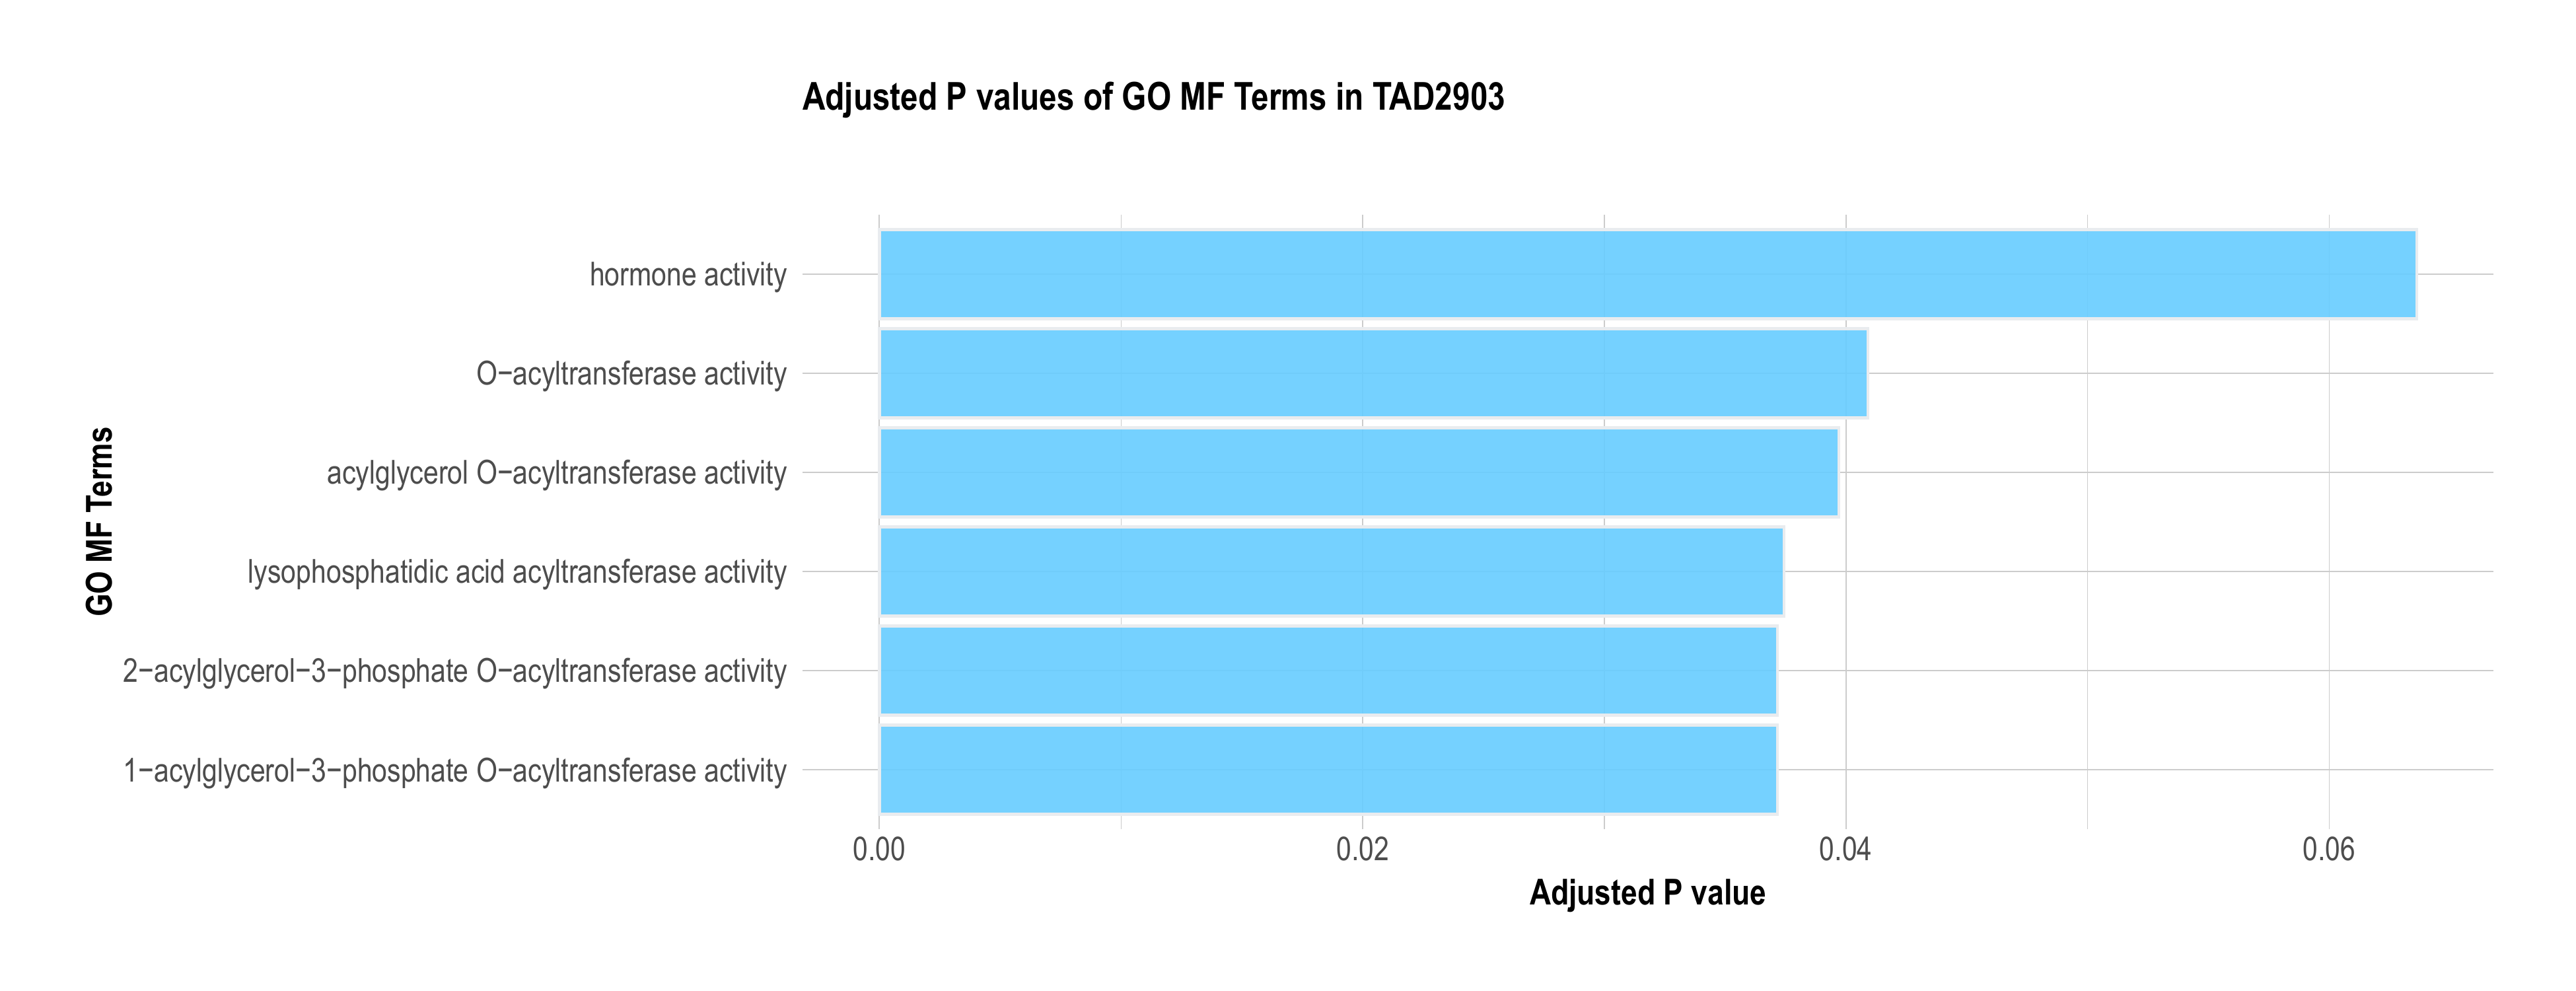 Adjusted P values of GO MF Terms in TAD2903
GO MF Terms
hormone activity
O−acyltransferase activity
acylglycerol O−acyltransferase activity
lysophosphatidic acid acyltransferase activity
2−acylglycerol−3−phosphate O−acyltransferase activity
1−acylglycerol−3−phosphate O−acyltransferase activity
0.00 0.02 0.04 0.06
Adjusted P value